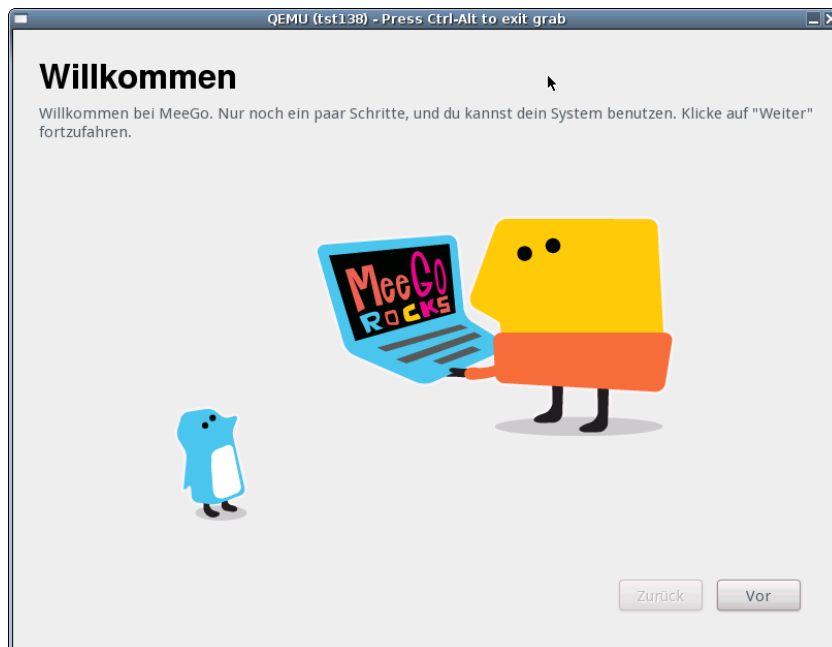 QEMU (tst138) - Press Ctrl-Alt to exit grab
Willkommen
Willkommen bei MeeGo. Nur noch ein paar Schritte, und du kannst dein System benutzen. Klicke auf "Weiter"
fortzufahren.
MeeGo
ROCKS
Zurück
Vor